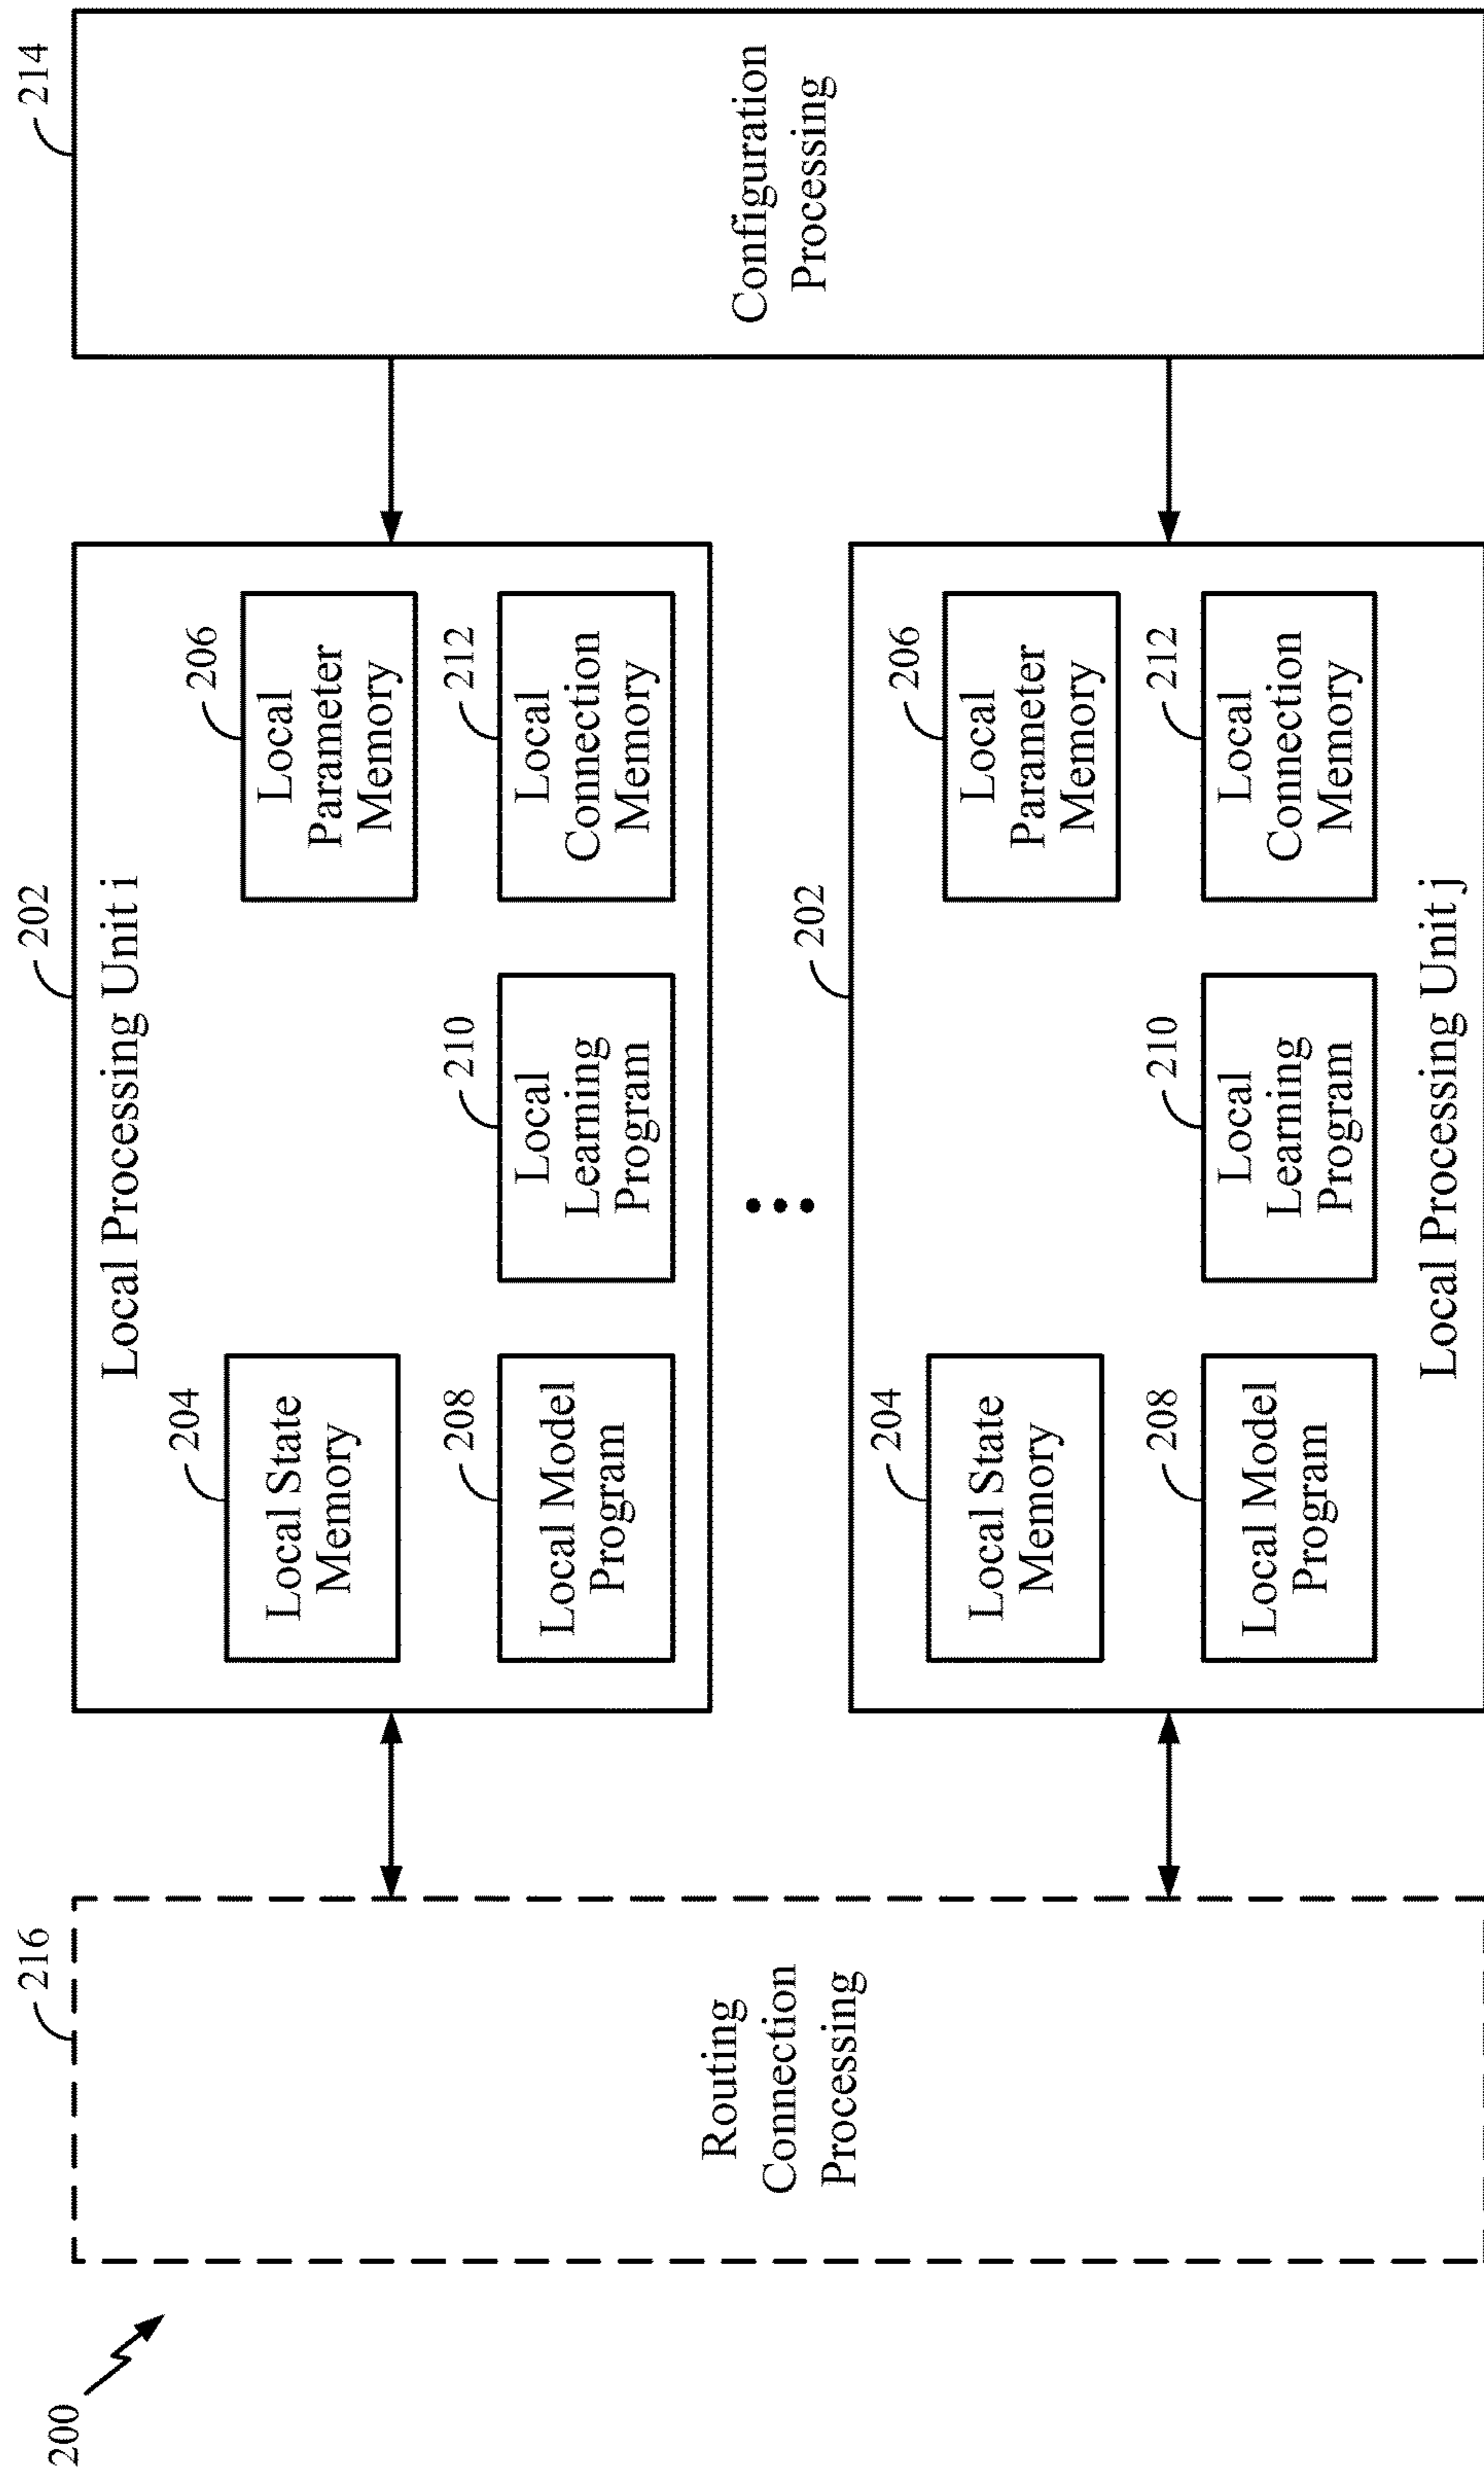 200
216
Routing
Connection
Processing
202
Local Processing Unit i
204
Local State
Memory
206
Local
Parameter
Memory
208
Local Model
Program
210
Local
Learning
Program
212
Local
Connection
Memory
202
204
Local State
Memory
206
Local
Parameter
Memory
208
Local Model
Program
210
Local
Learning
Program
212
Local
Connection
Memory
Local Processing Unit j
214
Configuration
Processing